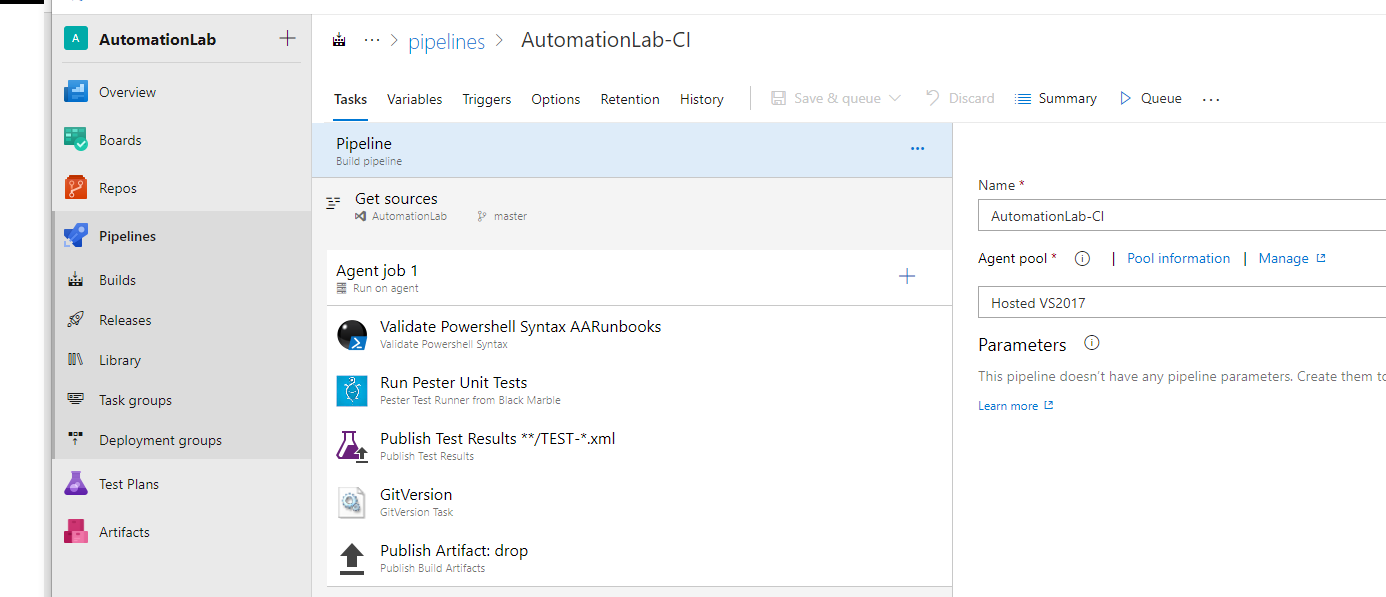 A AutomationLab
Overview
Boards
Repos
Pipelines
Builds
Releases
Library
Task groups
Deployment groups
Test Plans
Artifacts
... > pipelines > AutomationLab-CI
Tasks Variables Triggers Options Retention History Save & queue Discard Summary Queue ...
Pipeline
Build pipeline
...
Get sources
AutomationLab master
Agent job 1
Run on agent
Validate Powershell Syntax AARunbooks
Validate Powershell Syntax
Run Pester Unit Tests
Pester Test Runner from Black Marble
Publish Test Results **/TEST-*.xml
Publish Test Results
GitVersion
GitVersion Task
Publish Artifact: drop
Publish Build Artifacts
Name *
AutomationLab-CI
Agent pool * | Pool information | Manage
Hosted VS2017
Parameters
This pipeline doesn't have any pipeline parameters. Create them to
Learn more